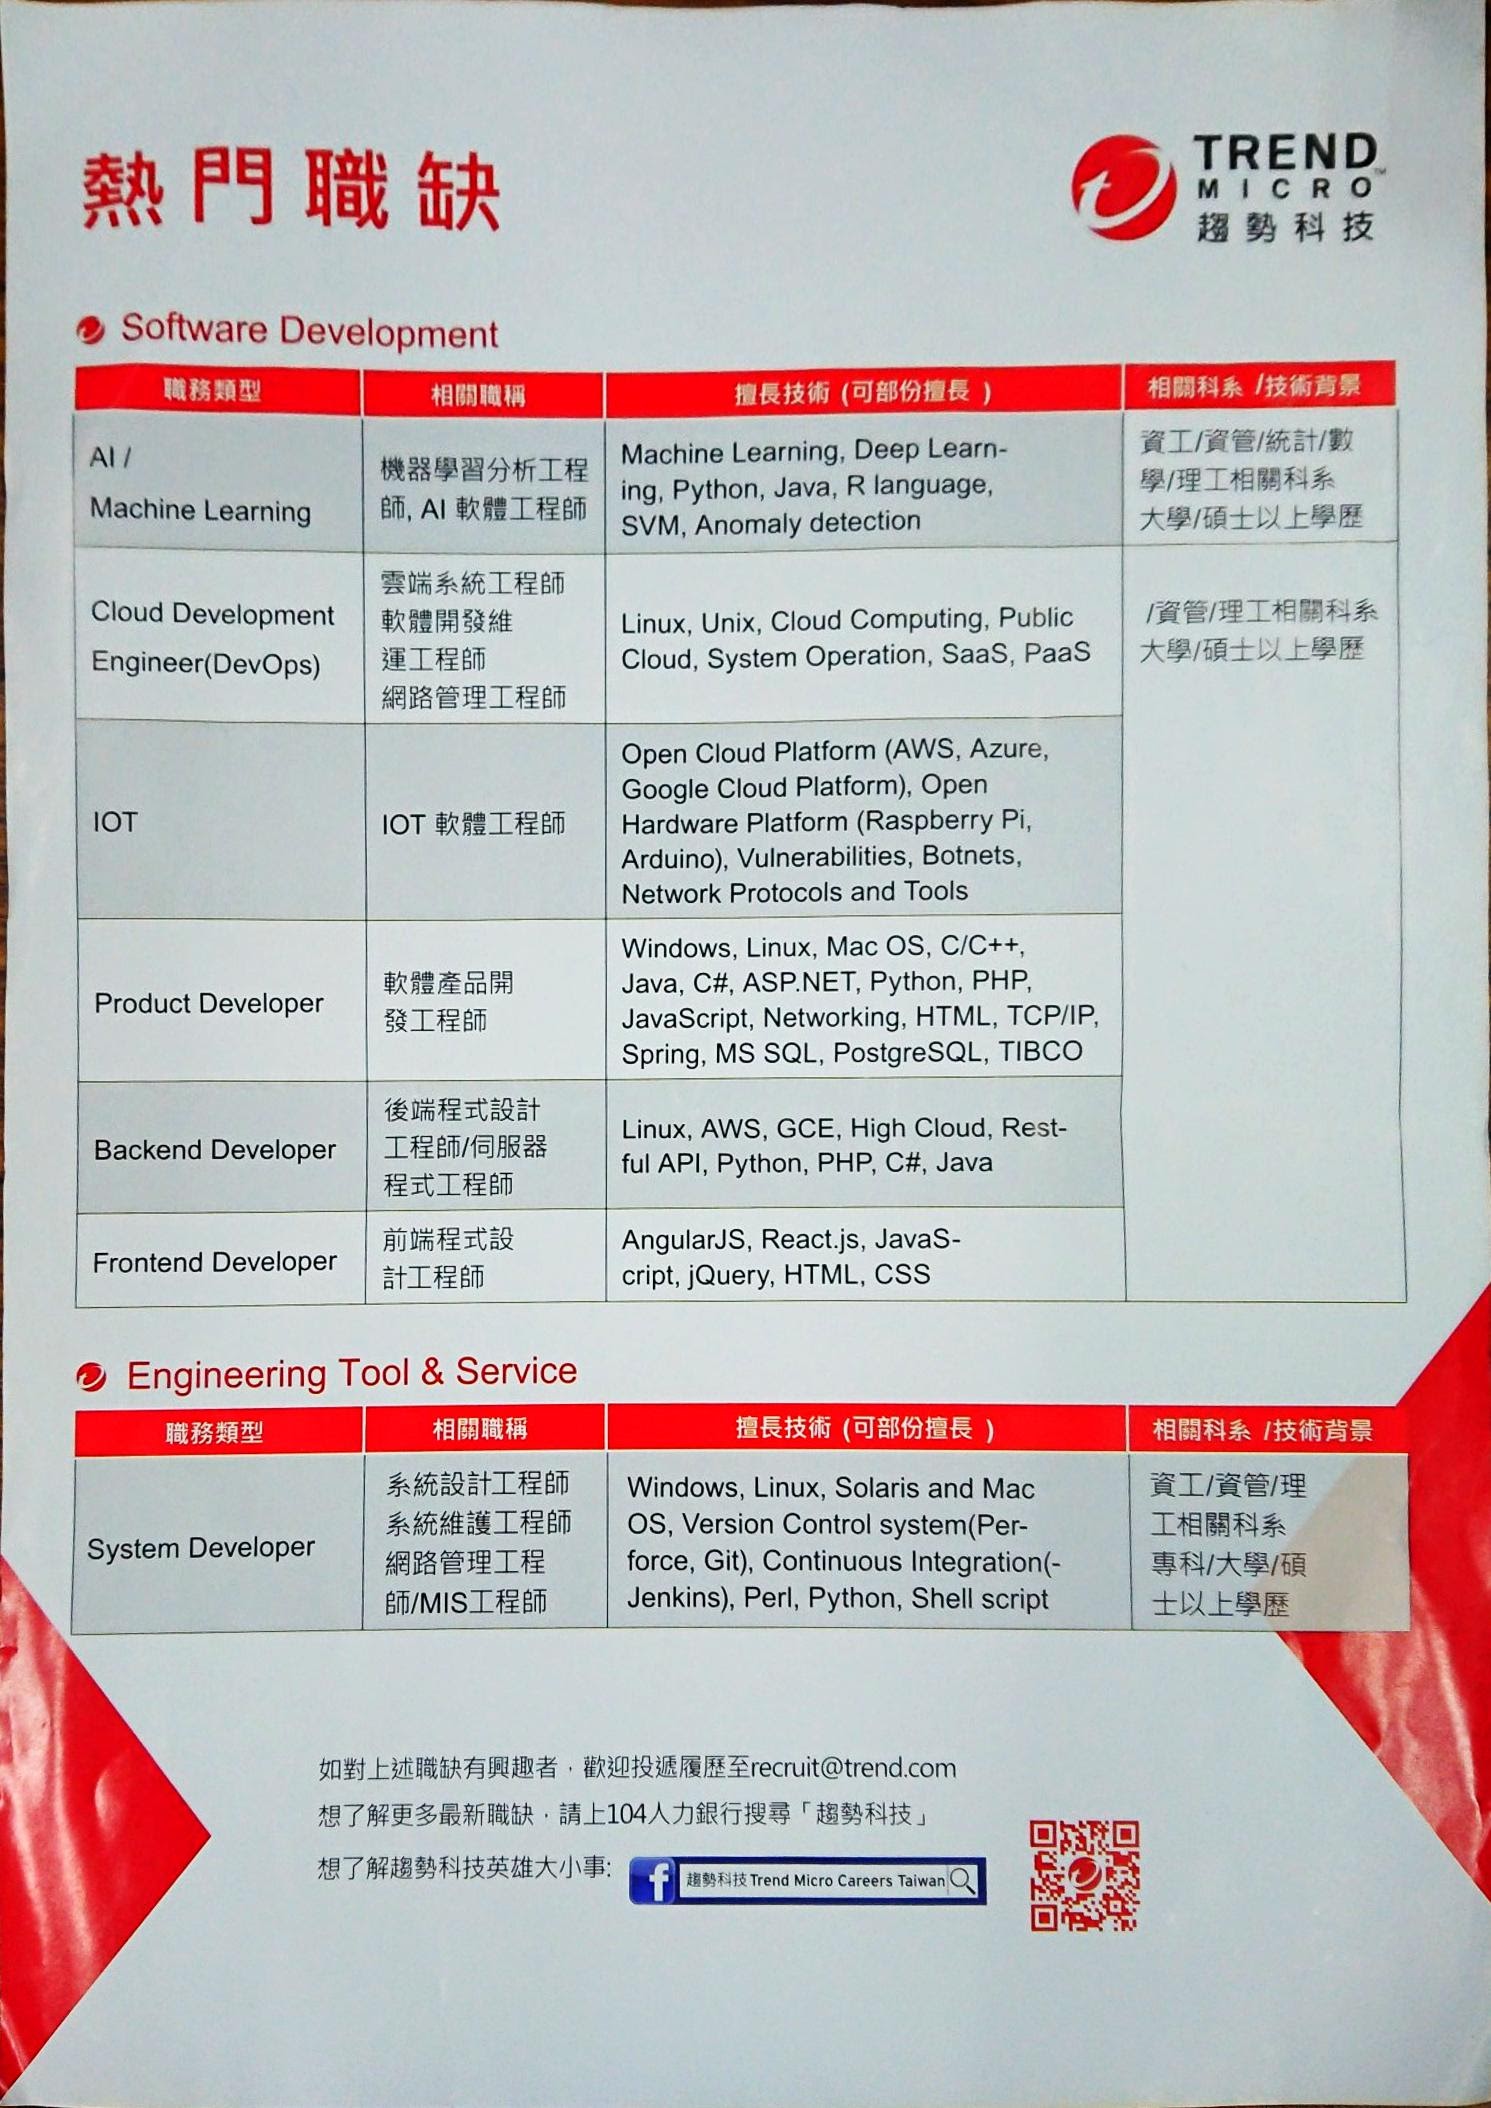 熱門職缺
TREND
MICRO™
趨勢科技
Software Development
職務類型
相關職稱
擅長技術 (可部份擅長 )
相關科系 /技術背景
AI /
Machine Learning
機器學習分析工程
師, AI 軟體工程師
Machine Learning, Deep Learn-
ing, Python, Java, R language,
SVM, Anomaly detection
資工/資管/統計/數
學/理工相關科系
大學/碩士以上學歷
Cloud Development
Engineer(DevOps)
雲端系統工程師
軟體開發維
運工程師
網路管理工程師
Linux, Unix, Cloud Computing, Public
Cloud, System Operation, SaaS, PaaS
/資管/理工相關科系
大學/碩士以上學歷
IOT
IOT 軟體工程師
Open Cloud Platform (AWS, Azure,
Google Cloud Platform), Open
Hardware Platform (Raspberry Pi,
Arduino), Vulnerabilities, Botnets,
Network Protocols and Tools
Product Developer
軟體產品開
發工程師
Windows, Linux, Mac OS, C/C++,
Java, C#, ASP.NET, Python, PHP,
JavaScript, Networking, HTML, TCP/IP,
Spring, MS SQL, PostgreSQL, TIBCO
Backend Developer
後端程式設計
工程師/伺服器
程式工程師
Linux, AWS, GCE, High Cloud, Rest-
ful API, Python, PHP, C#, Java
Frontend Developer
前端程式設
計工程師
AngularJS, React.js, JavaS-
cript, jQuery, HTML, CSS
Engineering Tool & Service
職務類型
相關職稱
擅長技術 (可部份擅長 )
相關科系 /技術背景
System Developer
系統設計工程師
系統維護工程師
網路管理工程
師/MIS工程師
Windows, Linux, Solaris and Mac
OS, Version Control system(Per-
force, Git), Continuous Integration(-
Jenkins), Perl, Python, Shell script
資工/資管/理
工相關科系
專科/大學/碩
士以上學歷
如對上述職缺有興趣者，歡迎投遞履歷至recruit@trend.com
想了解更多最新職缺，請上104人力銀行搜尋「趨勢科技」
想了解趨勢科技英雄大小事:
f 趨勢科技 Trend Micro Careers Taiwan